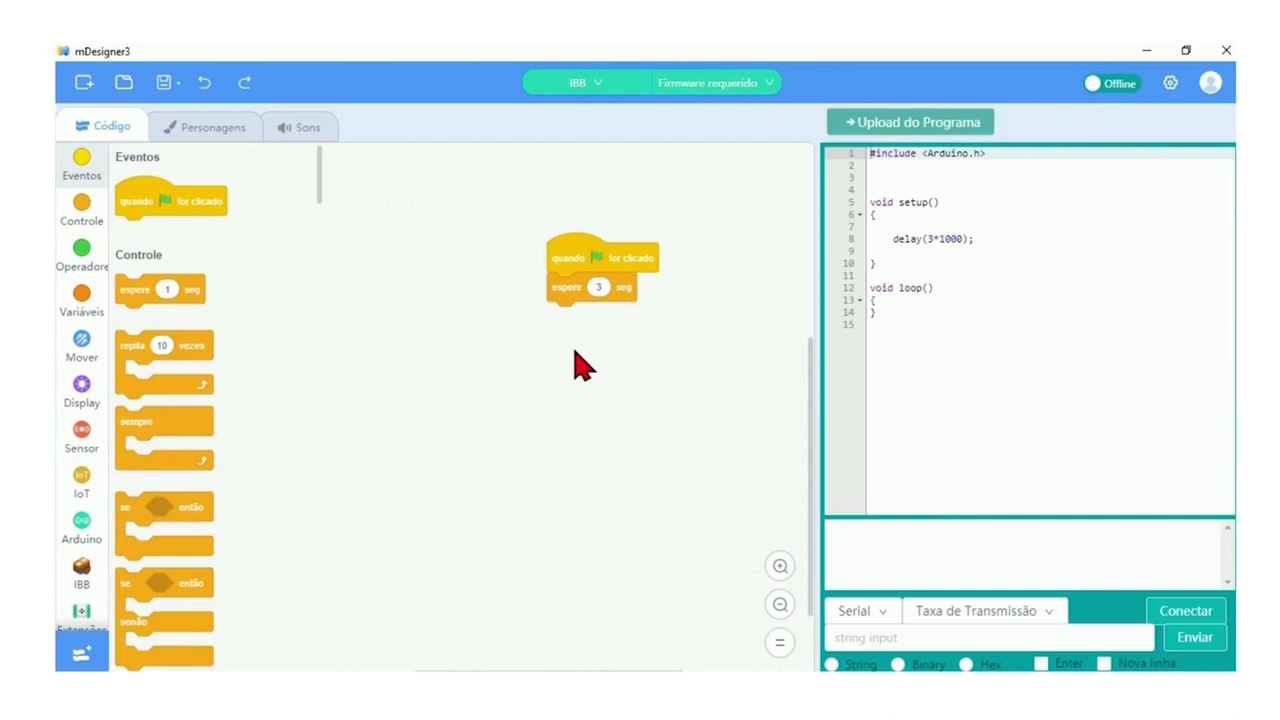 mDesigner3
IBB
Firmware requerido
Offline
Código
Personagens
Sons
Upload do Programa
Eventos
Controle
Operadore
Variáveis
Mover
Display
Sensor
IoT
IoT
Arduino
IBB
Eventos
quando for clicado
Controle
espere 1 seg
repita 10 vezes
sempre
se então
se então
senão
quando for clicado
espere 3 seg
1 #include <Arduino.h>
2
3
4
5 void setup()
6 {
7
8 delay(3*1000);
9
10 }
11
12 void loop()
13 {
14 }
15
Serial
Taxa de Transmissão
Conectar
string input
Enviar
String
Binary
Hex
Enter
Nova linha